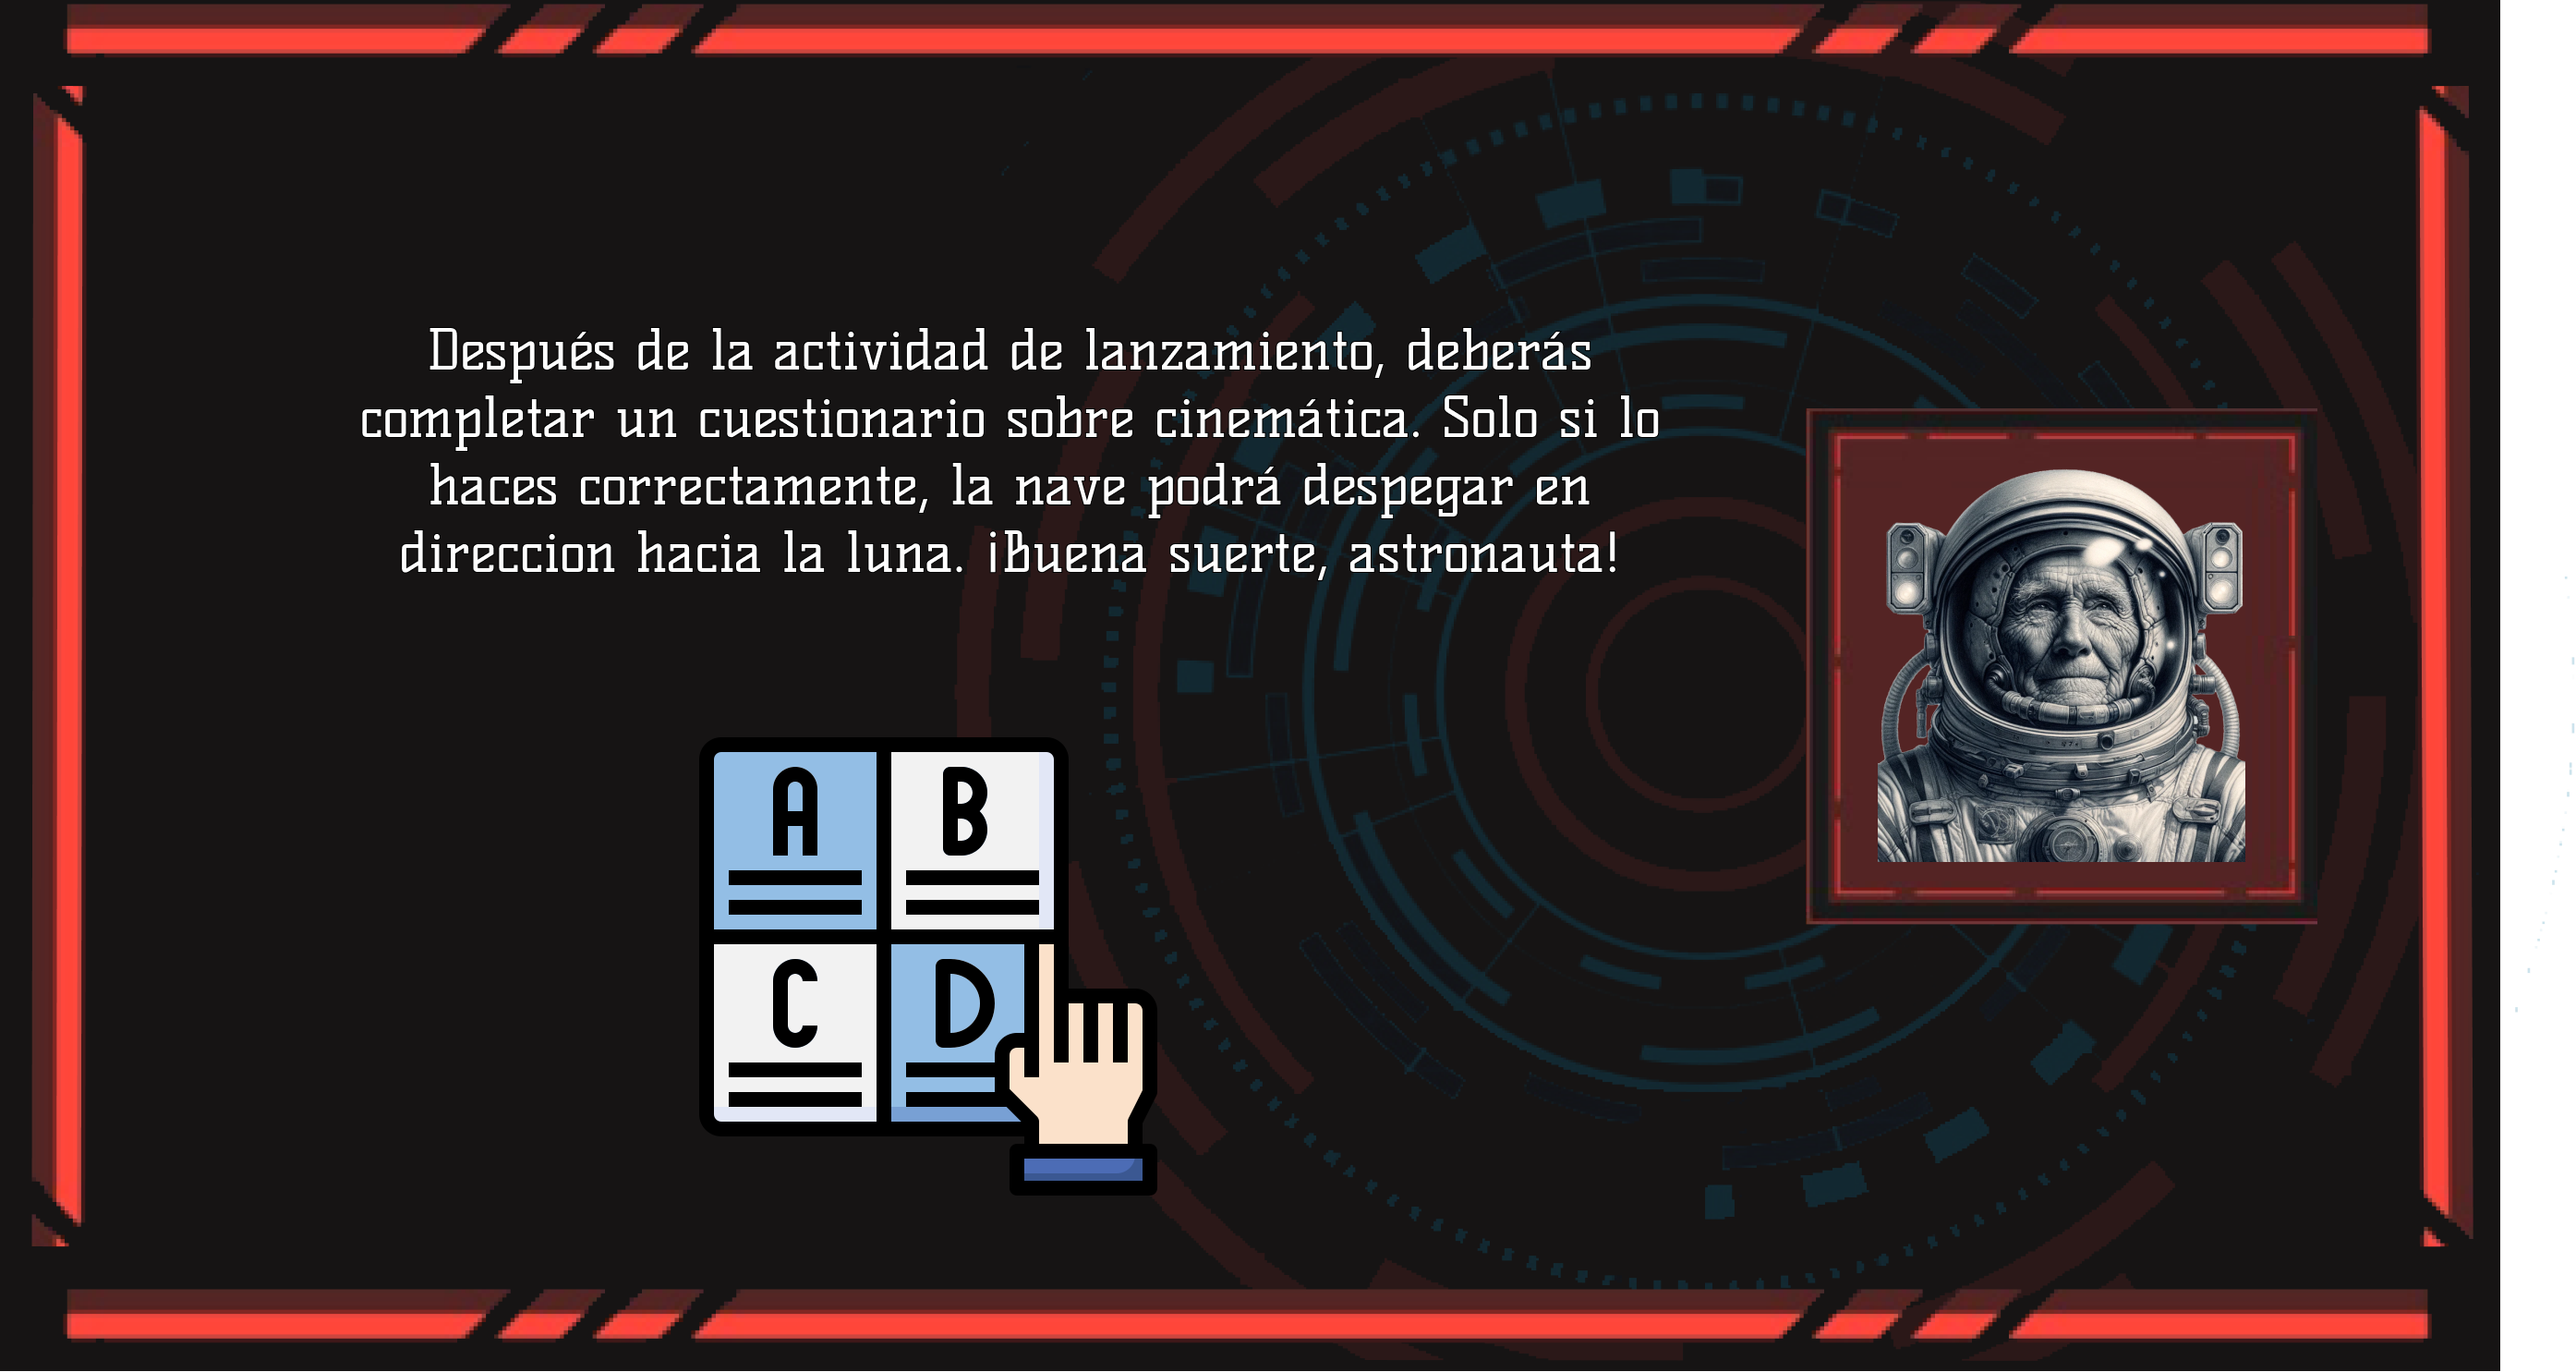 Después de la actividad de lanzamiento, deberás
completar un cuestionario sobre cinemática. Solo si lo
haces correctamente, la nave podrá despegar en
direccion hacia la luna. ¡Buena suerte, astronauta!
A
B
C
D